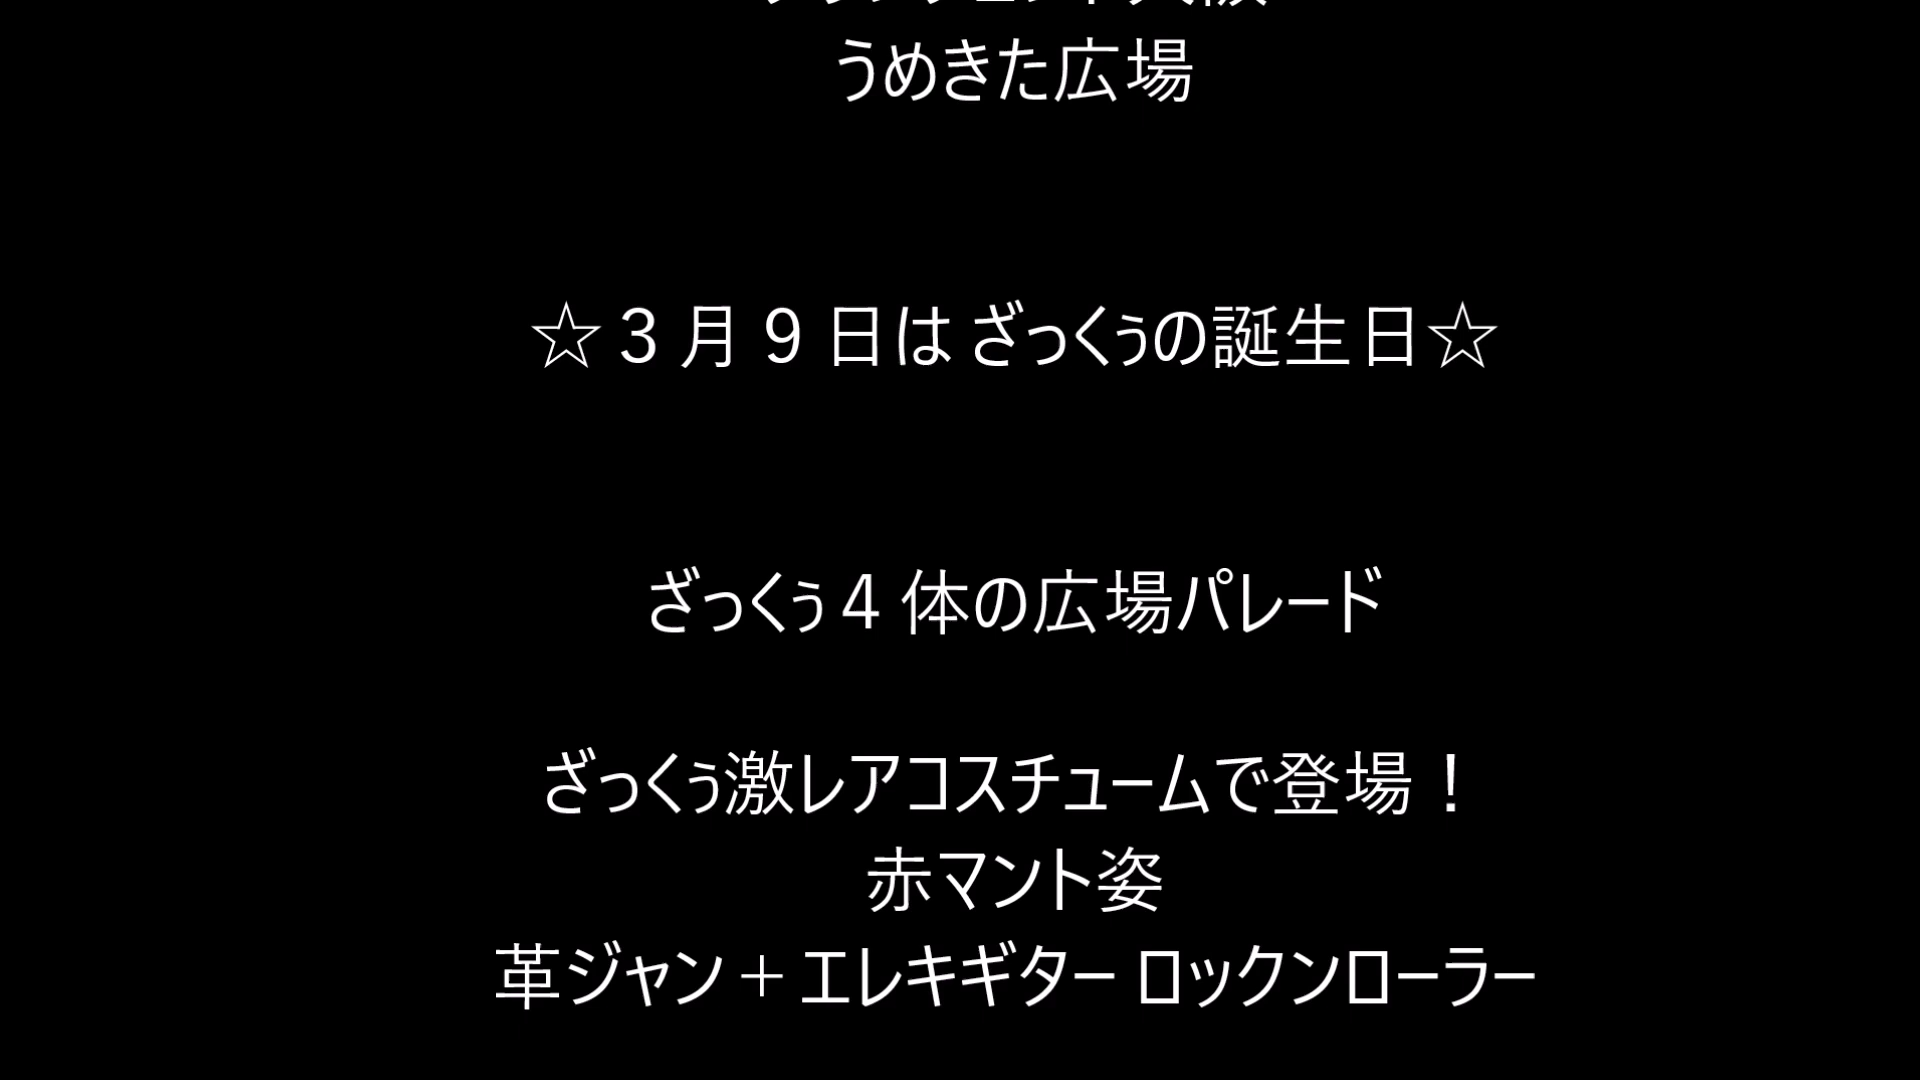 うめきた広場
☆３月９日は ざっくぅの誕生日☆
ざっくぅ４体の広場パレード
ざっくぅ激レアコスチュームで登場！
赤マント姿
革ジャン＋エレキギター ロックンローラー